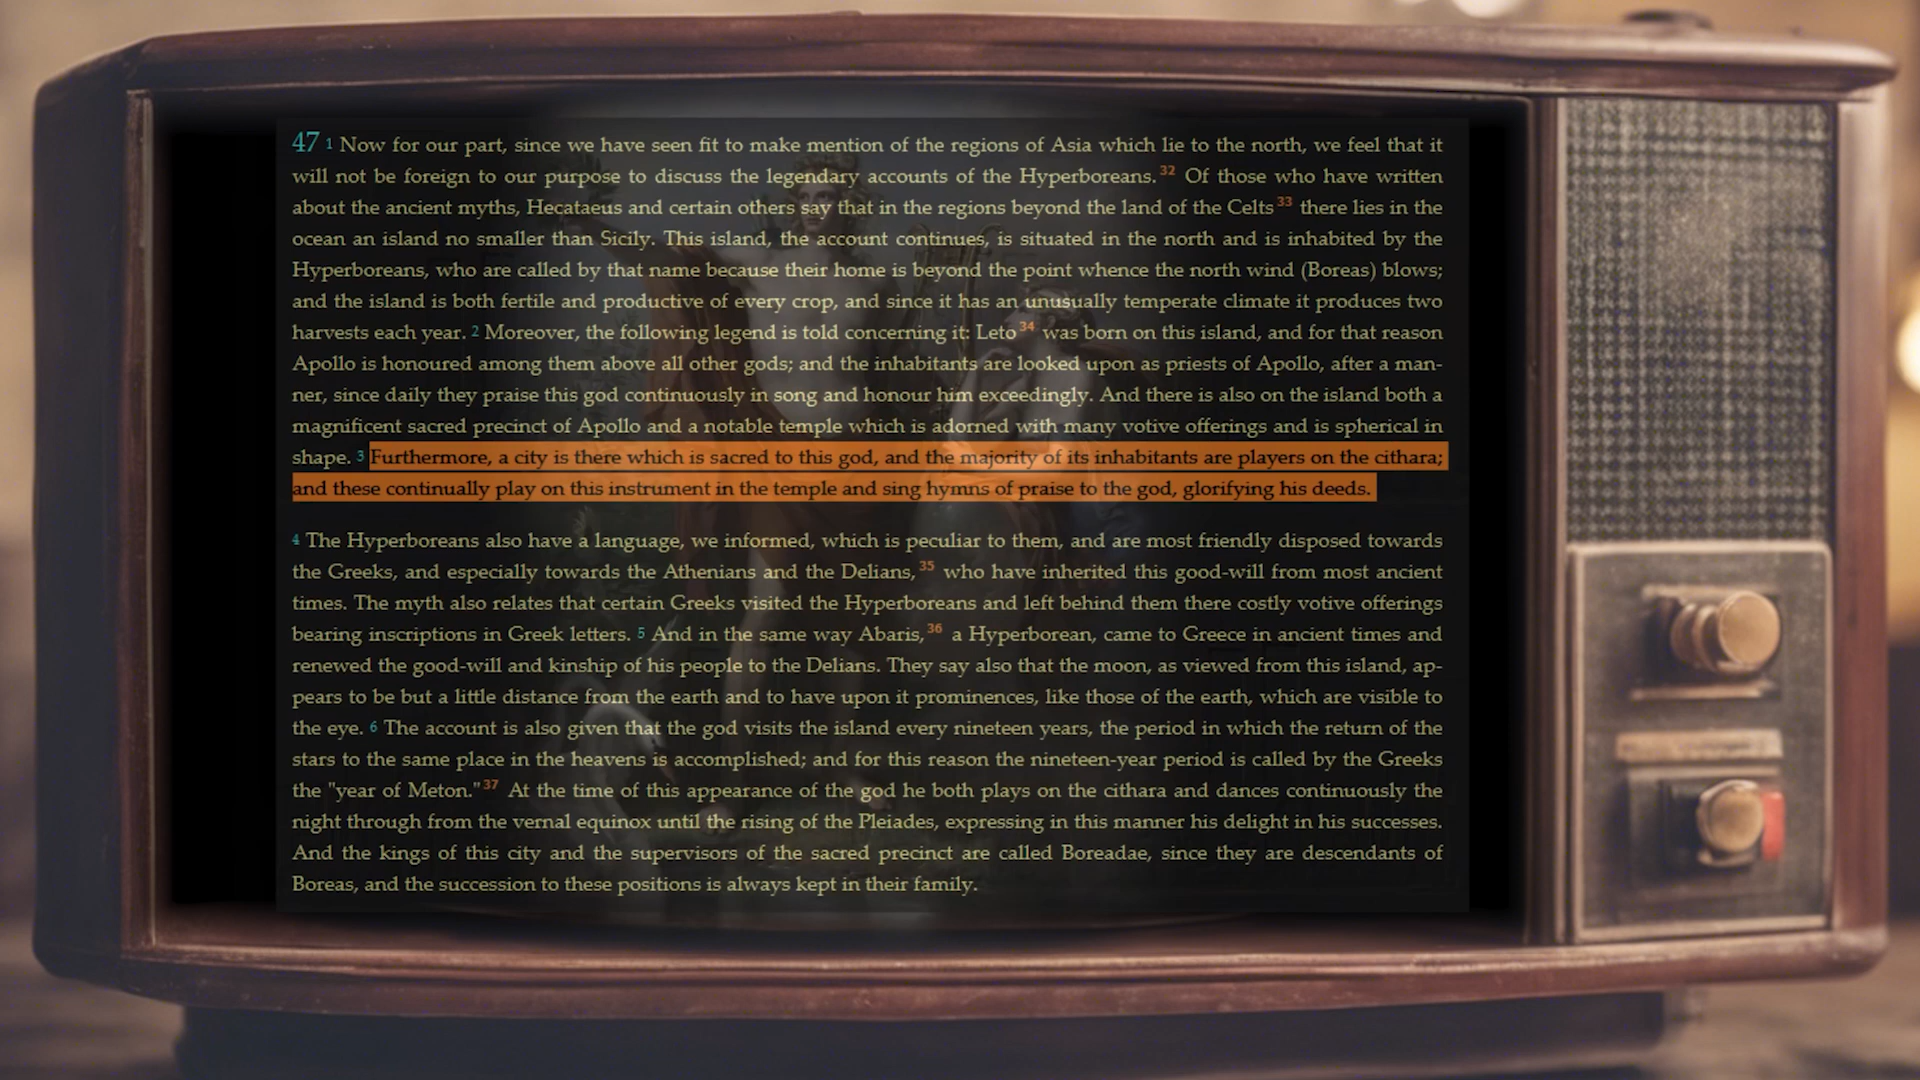 47 1 Now for our part, since we have seen fit to make mention of the regions of Asia which lie to the north, we feel that it
will not be foreign to our purpose to discuss the legendary accounts of the Hyperboreans.32 Of those who have written
about the ancient myths, Hecataeus and certain others say that in the regions beyond the land of the Celts33 there lies in the
ocean an island no smaller than Sicily. This island, the account continues, is situated in the north and is inhabited by the
Hyperboreans, who are called by that name because their home is beyond the point whence the north wind (Boreas) blows;
and the island is both fertile and productive of every crop, and since it has an unusually temperate climate it produces two
harvests each year. 2 Moreover, the following legend is told concerning it: Leto34 was born on this island, and for that reason
Apollo is honoured among them above all other gods; and the inhabitants are looked upon as priests of Apollo, after a man-
ner, since daily they praise this god continuously in song and honour him exceedingly. And there is also on the island both a
magnificent sacred precinct of Apollo and a notable temple which is adorned with many votive offerings and is spherical in
shape. 3 Furthermore, a city is there which is sacred to this god, and the majority of its inhabitants are players on the cithara;
and these continually play on this instrument in the temple and sing hymns of praise to the god, glorifying his deeds.
4 The Hyperboreans also have a language, we informed, which is peculiar to them, and are most friendly disposed towards
the Greeks, and especially towards the Athenians and the Delians,35 who have inherited this good-will from most ancient
times. The myth also relates that certain Greeks visited the Hyperboreans and left behind them there costly votive offerings
bearing inscriptions in Greek letters. 5 And in the same way Abaris,36 a Hyperborean, came to Greece in ancient times and
renewed the good-will and kinship of his people to the Delians. They say also that the moon, as viewed from this island, ap-
pears to be but a little distance from the earth and to have upon it prominences, like those of the earth, which are visible to
the eye. 6 The account is also given that the god visits the island every nineteen years, the period in which the return of the
stars to the same place in the heavens is accomplished; and for this reason the nineteen-year period is called by the Greeks
the "year of Meton."37 At the time of this appearance of the god he both plays on the cithara and dances continuously the
night through from the vernal equinox until the rising of the Pleiades, expressing in this manner his delight in his successes.
And the kings of this city and the supervisors of the sacred precinct are called Boreadae, since they are descendants of
Boreas, and the succession to these positions is always kept in their family.